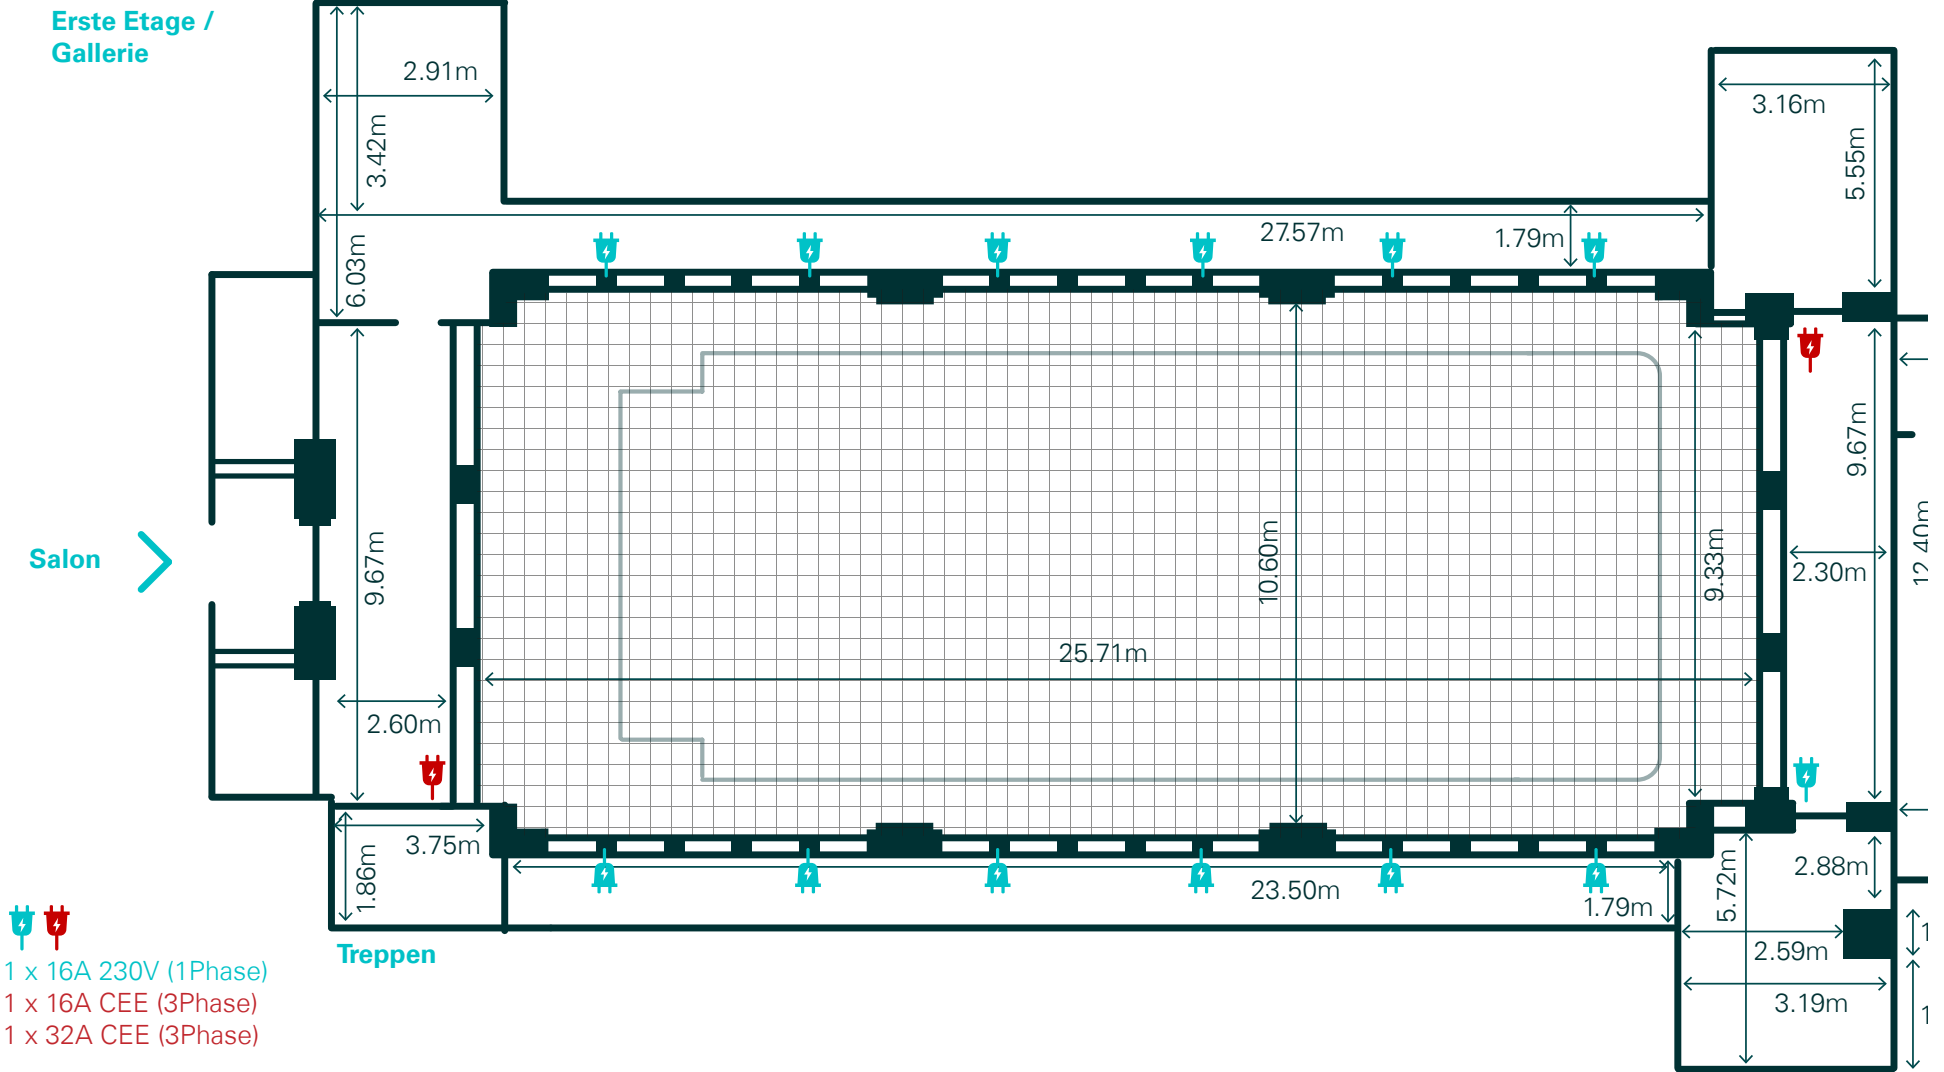 Erste Etage /
Gallerie
2.91m
3.42m
6.03m
3.16m
5.55m
27.57m
1.79m
9.67m
9.67m
10.60m
9.33m
2.30m
12.40m
Salon
25.71m
2.60m
3.75m
1.86m
23.50m
1.79m
5.72m
2.88m
2.59m
3.19m
Treppen
1 x 16A 230V (1Phase)
1 x 16A CEE (3Phase)
1 x 32A CEE (3Phase)